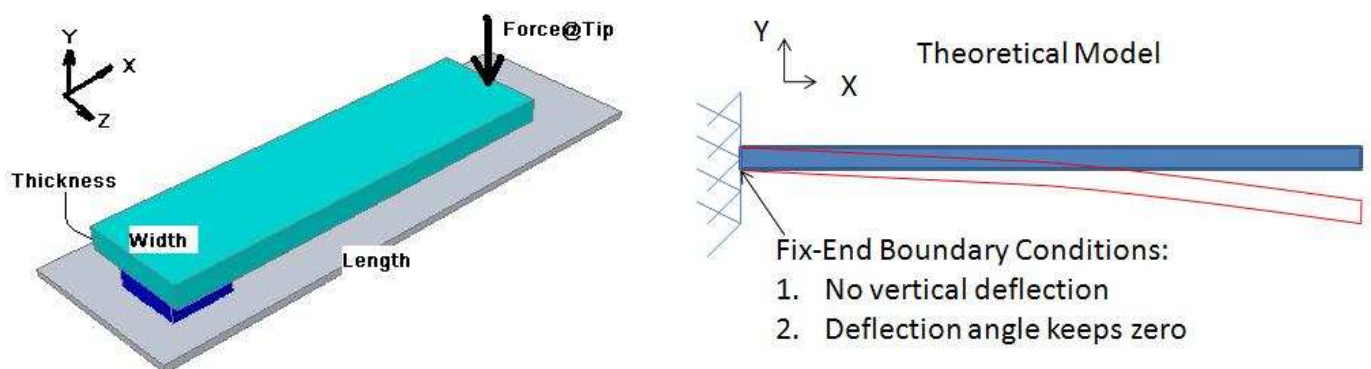 Y
X
Z
Force@Tip
Thickness
Width
Length
Y
X
Theoretical Model
Fix-End Boundary Conditions:
1. No vertical deflection
2. Deflection angle keeps zero